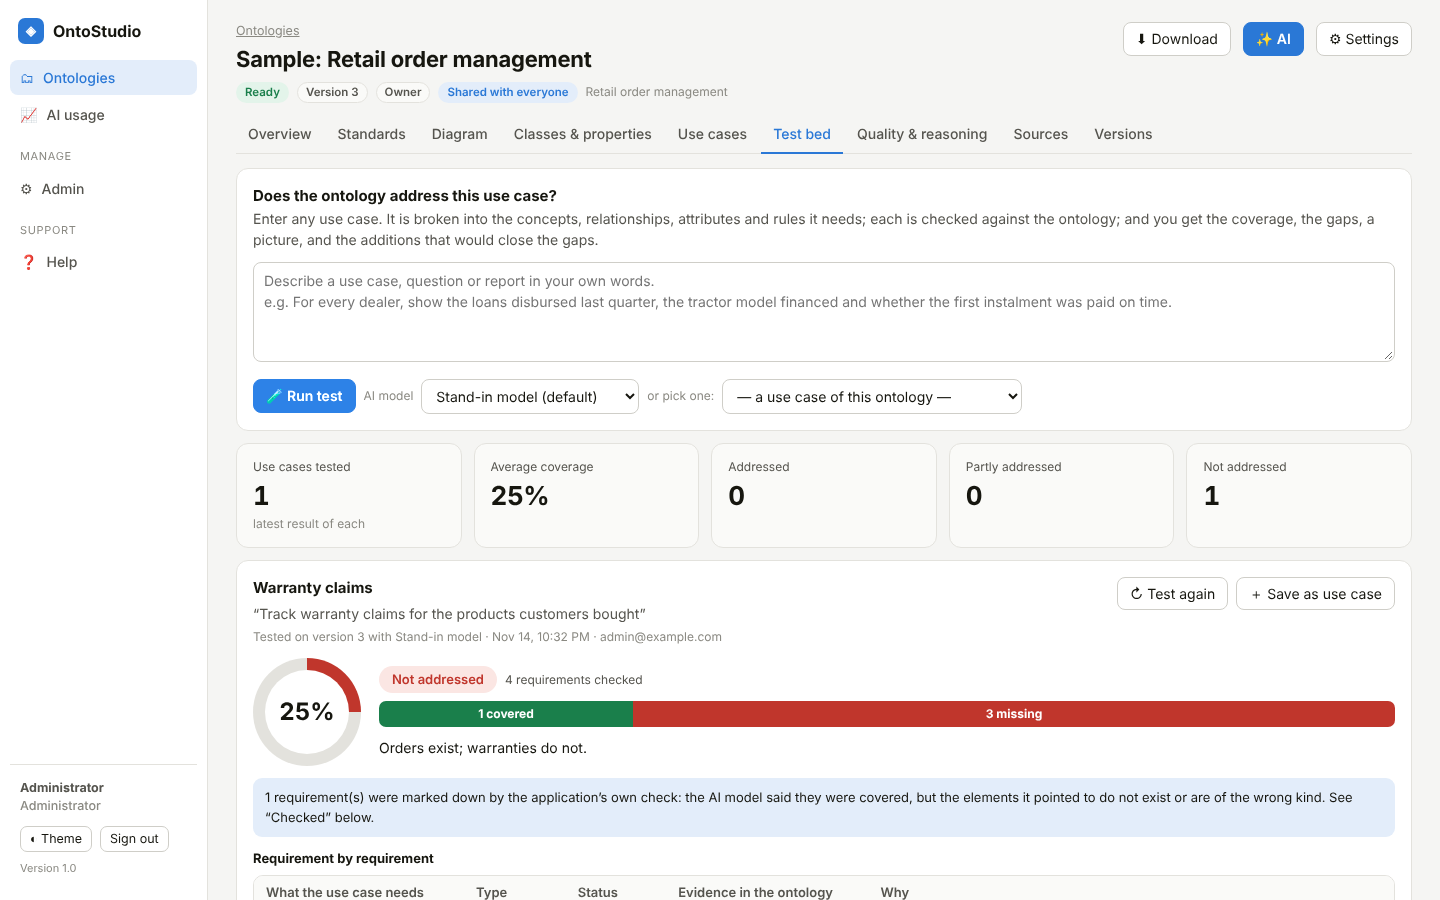 OntoStudio
Ontologies
AI usage
MANAGE
Admin
SUPPORT
Help
Administrator
Administrator
Theme
Sign out
Version 1.0
Ontologies
Sample: Retail order management
Ready
Version 3
Owner
Shared with everyone
Retail order management
Download
AI
Settings
Overview
Standards
Diagram
Classes & properties
Use cases
Test bed
Quality & reasoning
Sources
Versions
Does the ontology address this use case?
Enter any use case. It is broken into the concepts, relationships, attributes and rules it needs; each is checked against the ontology; and you get the coverage, the gaps, a
picture, and the additions that would close the gaps.
Describe a use case, question or report in your own words.
e.g. For every dealer, show the loans disbursed last quarter, the tractor model financed and whether the first instalment was paid on time.
Run test
AI model
Stand-in model (default)
or pick one:
— a use case of this ontology —
Use cases tested
1
latest result of each
Average coverage
25%
Addressed
0
Partly addressed
0
Not addressed
1
Warranty claims
“Track warranty claims for the products customers bought”
Tested on version 3 with Stand-in model · Nov 14, 10:32 PM · admin@example.com
↻ Test again
+ Save as use case
25%
Not addressed
4 requirements checked
1 covered
3 missing
Orders exist; warranties do not.
1 requirement(s) were marked down by the application’s own check: the AI model said they were covered, but the elements it pointed to do not exist or are of the wrong kind. See
“Checked” below.
Requirement by requirement
What the use case needs
Type
Status
Evidence in the ontology
Why